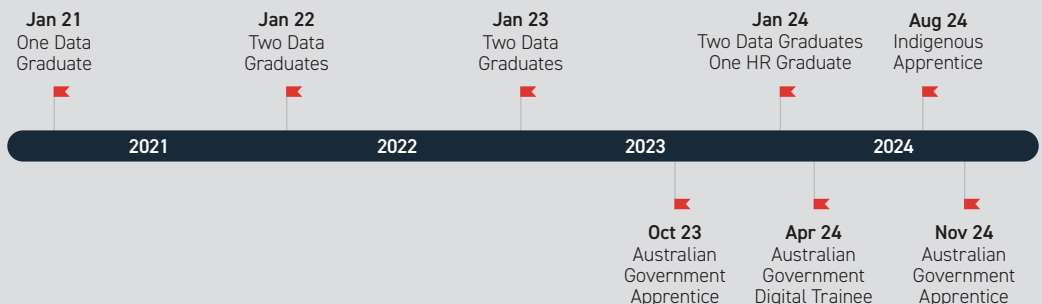 Jan 21
One Data
Graduate
Jan 22
Two Data
Graduates
Jan 23
Two Data
Graduates
Jan 24
Two Data Graduates
One HR Graduate
Aug 24
Indigenous
Apprentice
2021
2022
2023
2024
Oct 23
Australian
Government
Apprentice
Apr 24
Australian
Government
Digital Trainee
Nov 24
Australian
Government
Apprentice